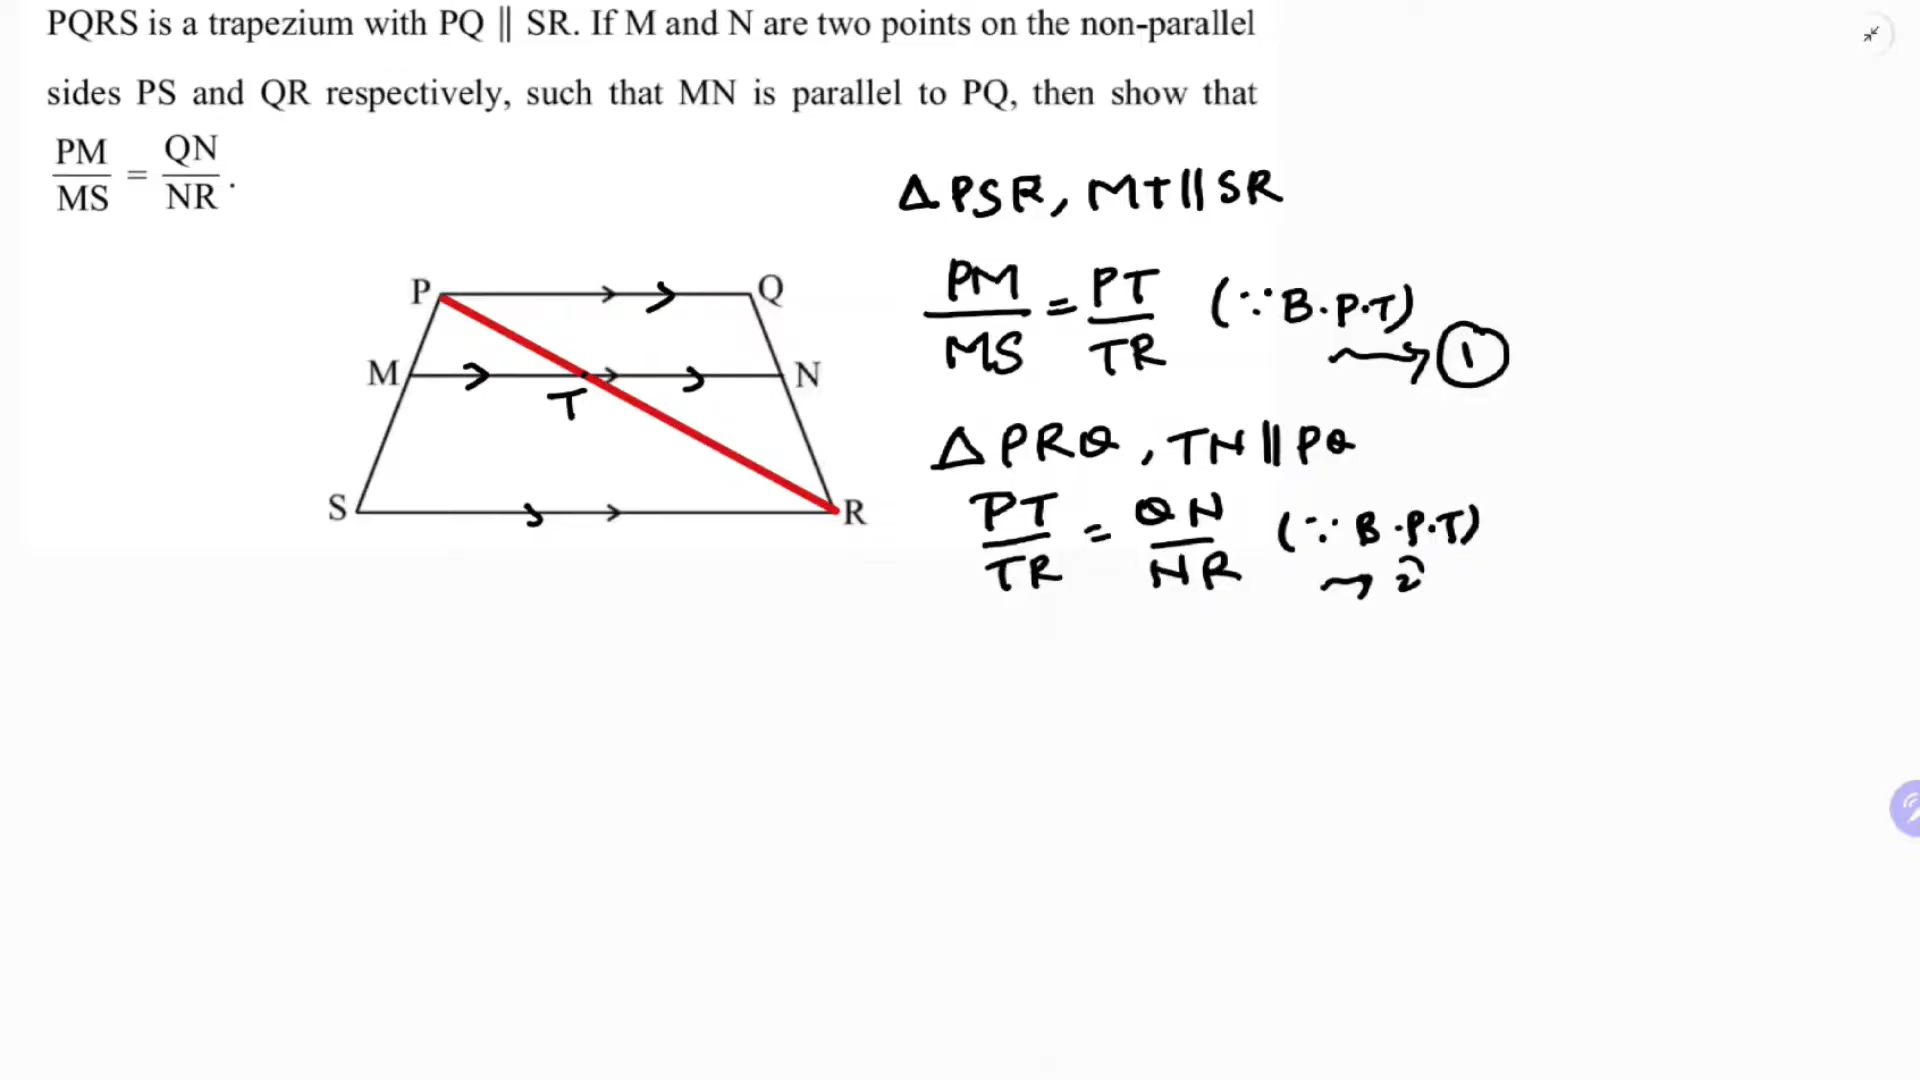 PQRS is a trapezium with PQ || SR. If M and N are two points on the non-parallel
sides PS and QR respectively, such that MN is parallel to PQ, then show that
PM/MS = QN/NR.
P
Q
M
N
T
S
R
Δ PSR, MT || SR
PM/MS = PT/TR (∵ B.P.T)
→ 1
Δ PRQ, TN || PQ
PT/TR = QN/NR (∵ B.P.T)
→ 2